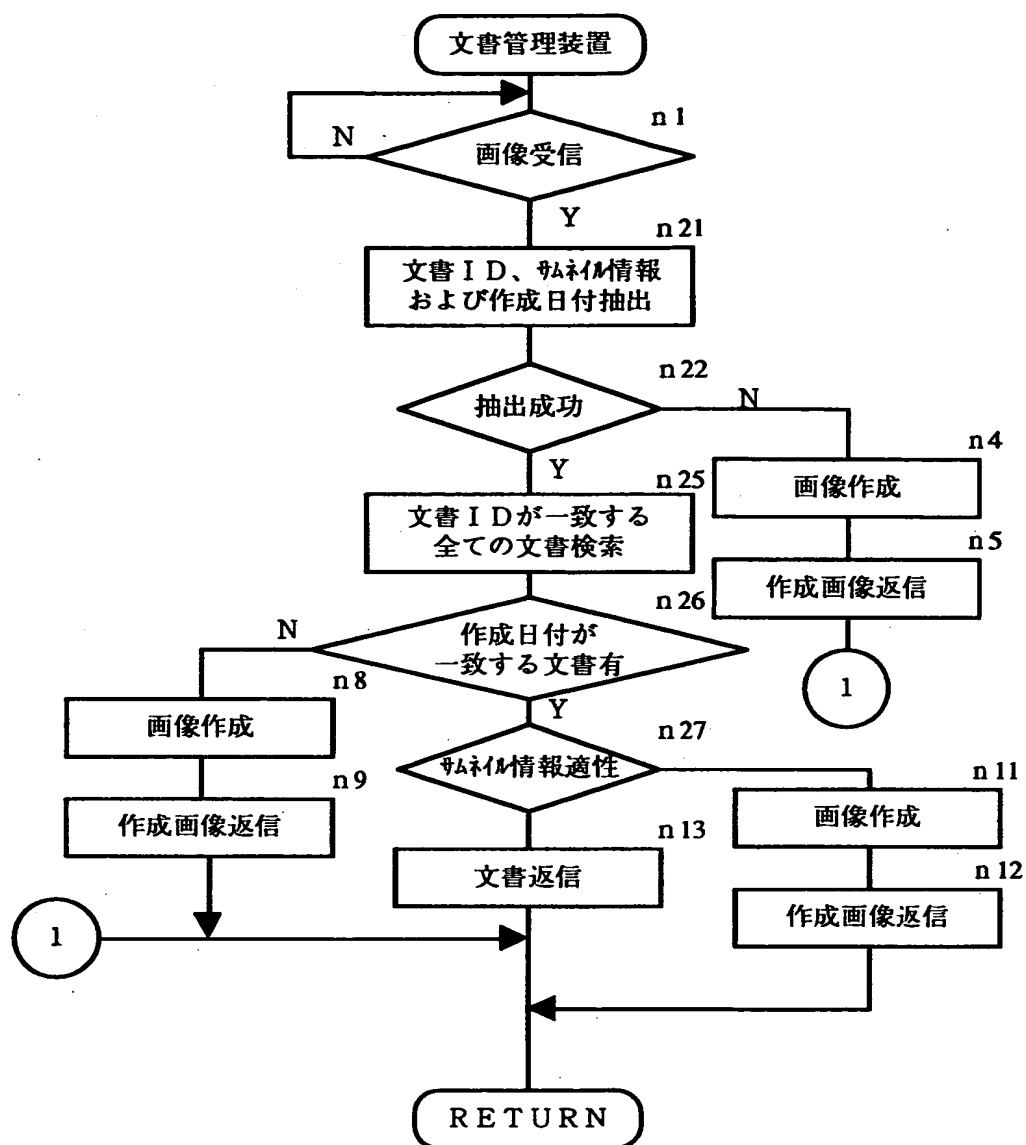 文書管理装置
n1
N
画像受信
Y
n21
文書ID、ｻﾑﾈｲﾙ情報
および作成日付抽出
n22
N
抽出成功
Y
n4
画像作成
n25
文書IDが一致する
全ての文書検索
n5
作成画像返信
n26
N
作成日付が
一致する文書有
1
n8
Y
画像作成
n27
ｻﾑﾈｲﾙ情報適性
n9
n11
作成画像返信
画像作成
n13
文書返信
n12
作成画像返信
1
RETURN